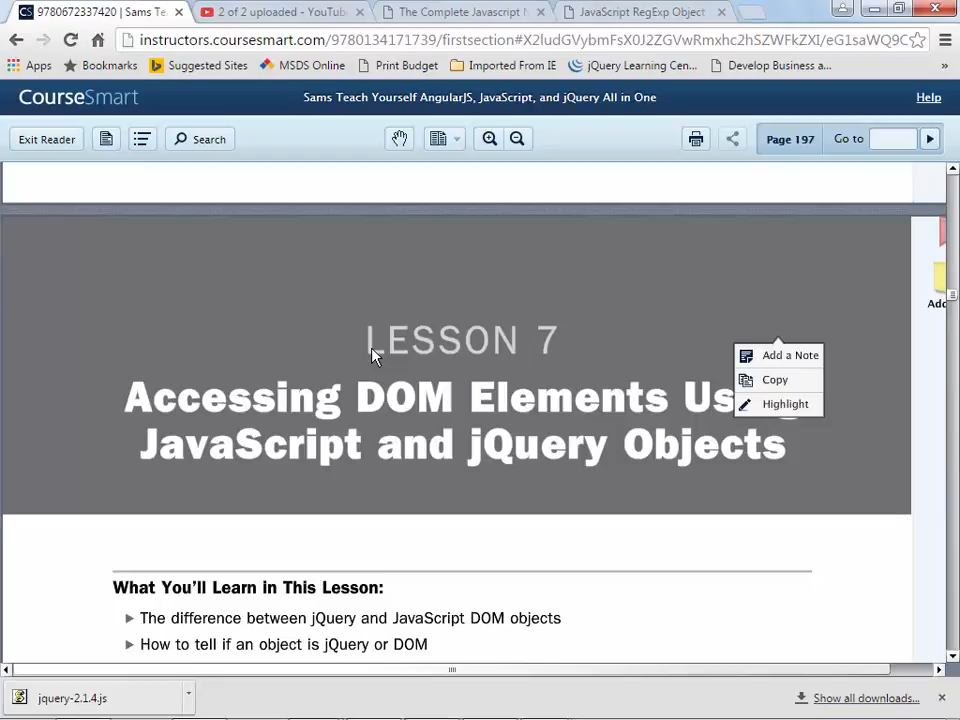 CS 9780672337420 | Sams Te
2 of 2 uploaded - YouTub
The Complete Javascript N
JavaScript RegExp Object
instructors.coursesmart.com/9780134171739/firstsection#X2ludGVybmFsX0J2ZGVwRmxhc2hSZWFkZXI/eG1saWQ9C
Apps Bookmarks Suggested Sites MSDS Online Print Budget Imported From IE jQuery Learning Cen... Develop Business a... »
CourseSmart Sams Teach Yourself AngularJS, JavaScript, and jQuery All in One Help
Exit Reader Search Page 197 Go to
LESSON 7
Accessing DOM Elements Us
JavaScript and jQuery Objects
Add a Note
Copy
Highlight
Add
What You'll Learn in This Lesson:
The difference between jQuery and JavaScript DOM objects
How to tell if an object is jQuery or DOM
jquery-2.1.4.js Show all downloads...